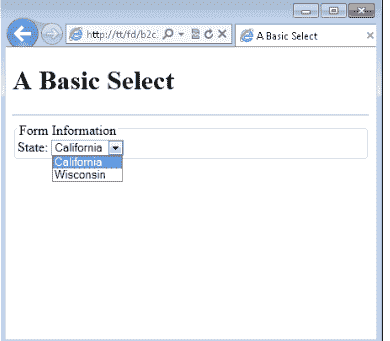 http://tt/fd/b2c
A Basic Select
A Basic Select
Form Information
State: California
California
Wisconsin